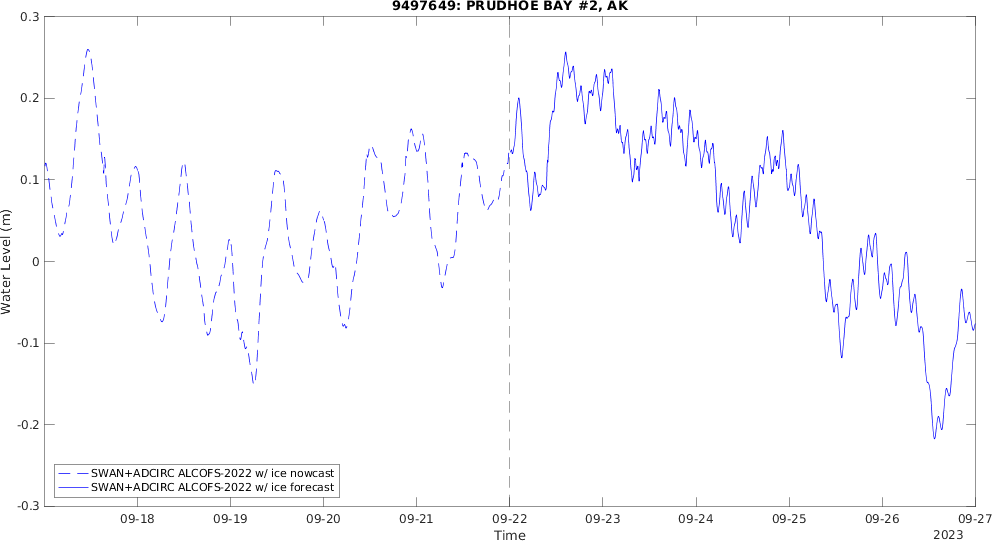 9497649: PRUDHOE BAY #2, AK
0.3
0.2
0.1
0
-0.1
-0.2
-0.3
Water Level (m)
SWAN+ADCIRC ALCOFS-2022 w/ ice nowcast
SWAN+ADCIRC ALCOFS-2022 w/ ice forecast
09-18 09-19 09-20 09-21 09-22 09-23 09-24 09-25 09-26 09-27
Time
2023